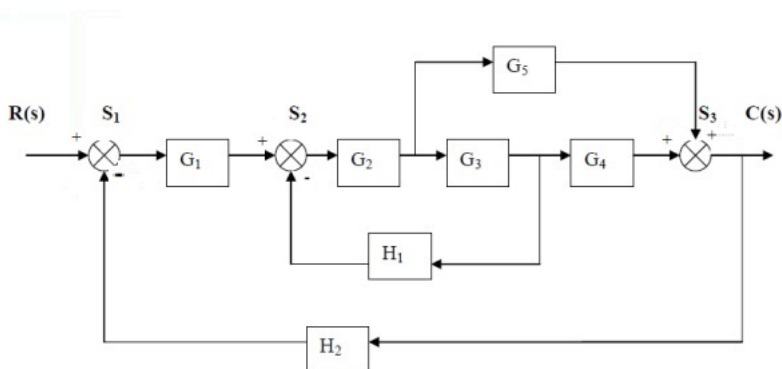 G₅
R(s) S₁ S₂ S₃ C(s)
+ + + +
G₁ G₂ G₃ G₄
- -
H₁
H₂